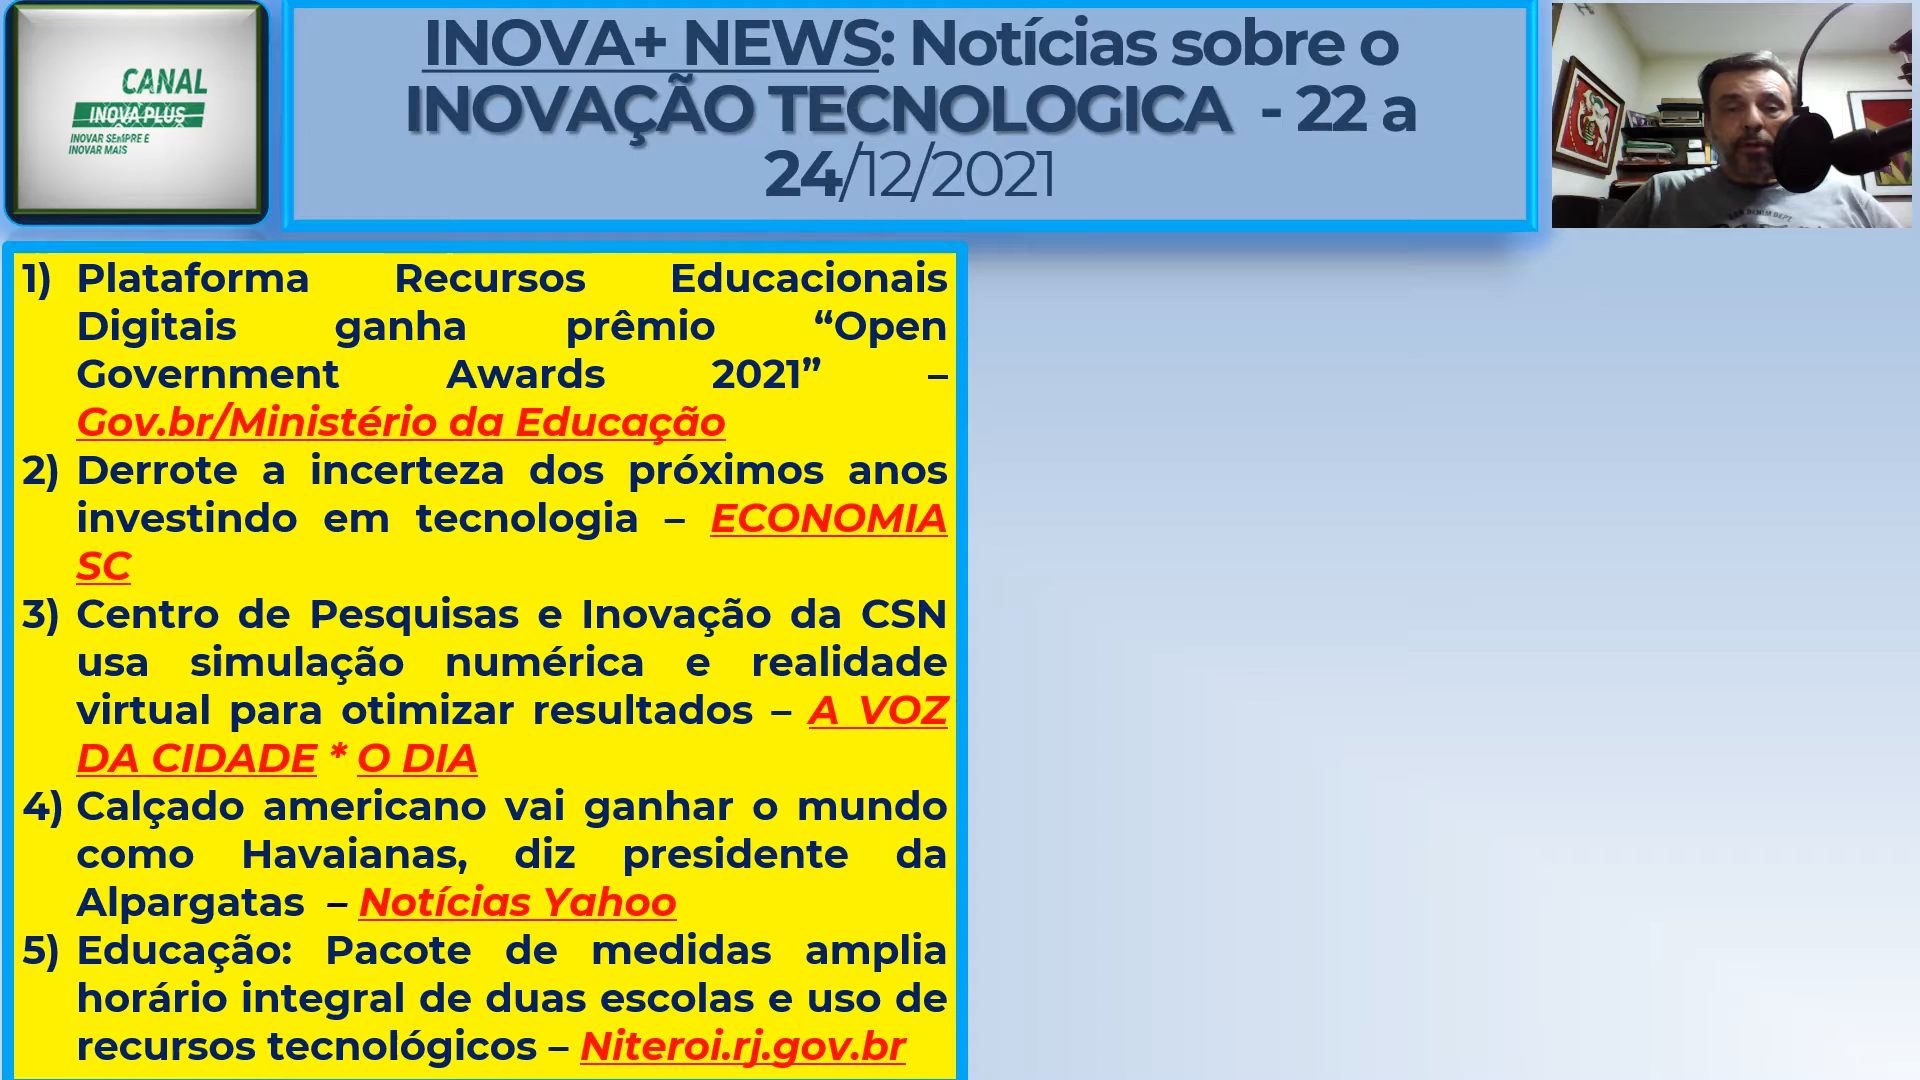 CANAL
INOVA PLUS
INOVAR SEMPRE E
INOVAR MAIS
INOVA+ NEWS: Notícias sobre o
INOVAÇÃO TECNOLOGICA - 22 a
24/12/2021
1) Plataforma Recursos Educacionais
Digitais ganha prêmio “Open
Government Awards 2021” –
Gov.br/Ministério da Educação
2) Derrote a incerteza dos próximos anos
investindo em tecnologia – ECONOMIA
SC
3) Centro de Pesquisas e Inovação da CSN
usa simulação numérica e realidade
virtual para otimizar resultados – A VOZ
DA CIDADE * O DIA
4) Calçado americano vai ganhar o mundo
como Havaianas, diz presidente da
Alpargatas – Notícias Yahoo
5) Educação: Pacote de medidas amplia
horário integral de duas escolas e uso de
recursos tecnológicos – Niteroi.rj.gov.br